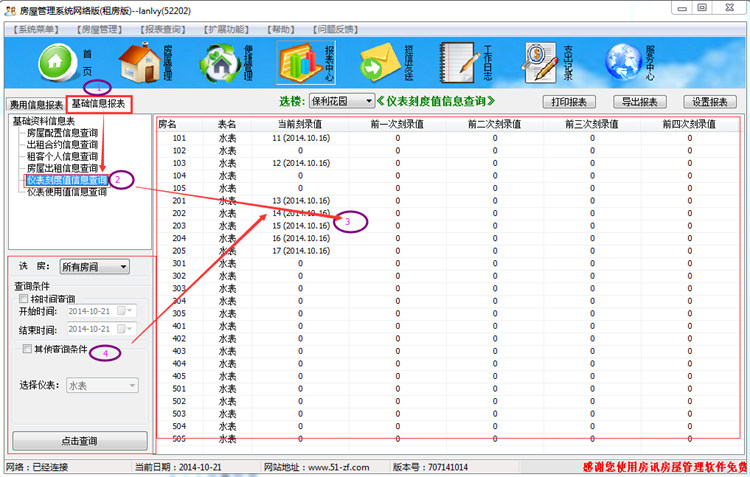 房屋管理系统网络版(租房版)--lanlvy(52202)
【系统菜单】 【房屋管理】 【报表查询】 【扩展功能】 【帮助】 【问题反馈】
首页 房屋管理 便捷管理 报表中心 短信发送 工作日志 支出记录 服务中心
1
费用信息报表 基础信息报表 选楼: 保利花园 《仪表刻度值信息查询》 打印报表 导出报表 设置报表
基础资料信息表
房屋配置信息查询
出租合约信息查询
租客个人信息查询
房屋出租信息查询
仪表刻度值信息查询 2
仪表使用值信息查询
选 房: 所有房间
查询条件
按时间查询
开始时间: 2014-10-21
结束时间: 2014-10-21
其他查询条件 4
选择仪表: 水表
点击查询
房名 表名 当前刻录值 前一次刻录值 前二次刻录值 前三次刻录值 前四次刻录值
101 水表 11 (2014.10.16) 0 0 0 0
102 水表 0 0 0 0 0
103 水表 12 (2014.10.16) 0 0 0 0
104 水表 0 0 0 0 0
105 水表 0 0 0 0 0
201 水表 13 (2014.10.16) 0 0 0 0
202 水表 14 (2014.10.16) 0 0 0 0
203 水表 15 (2014.10.16) 3 0 0 0 0
204 水表 16 (2014.10.16) 0 0 0 0
205 水表 17 (2014.10.16) 0 0 0 0
301 水表 0 0 0 0 0
302 水表 0 0 0 0 0
303 水表 0 0 0 0 0
304 水表 0 0 0 0 0
305 水表 0 0 0 0 0
401 水表 0 0 0 0 0
402 水表 0 0 0 0 0
403 水表 0 0 0 0 0
404 水表 0 0 0 0 0
405 水表 0 0 0 0 0
501 水表 0 0 0 0 0
502 水表 0 0 0 0 0
503 水表 0 0 0 0 0
504 水表 0 0 0 0 0
505 水表 0 0 0 0 0
网络：已经连接 当前日期：2014-10-21 网站地址：www.51-zf.com 版本号：707141014 感谢您使用房讯房屋管理软件免费